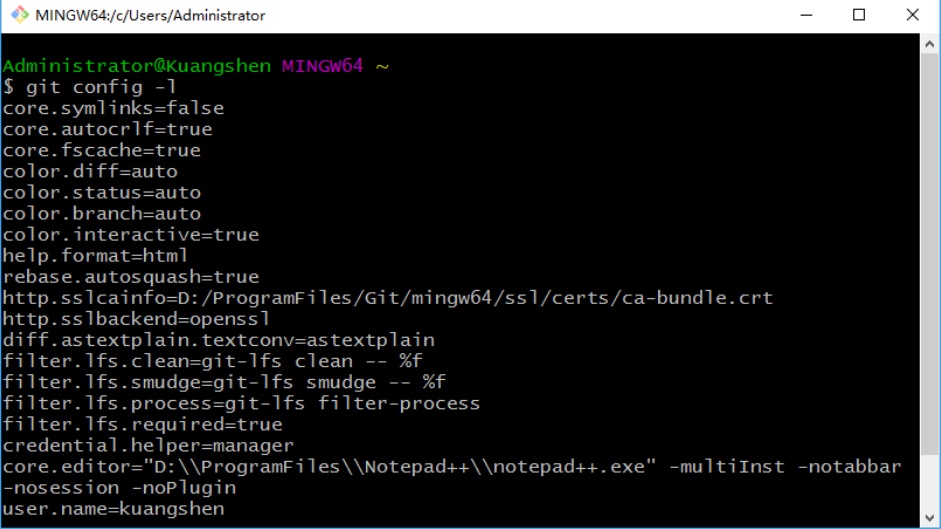 MINGW64:/c/Users/Administrator
Administrator@Kuangshen MINGW64 ~
$ git config -l
core.symlinks=false
core.autocrlf=true
core.fscache=true
color.diff=auto
color.status=auto
color.branch=auto
color.interactive=true
help.format=html
rebase.autosquash=true
http.sslcainfo=D:/ProgramFiles/Git/mingw64/ssl/certs/ca-bundle.crt
http.sslbackend=openssl
diff.astextplain.textconv=astextplain
filter.lfs.clean=git-lfs clean -- %f
filter.lfs.smudge=git-lfs smudge -- %f
filter.lfs.process=git-lfs filter-process
filter.lfs.required=true
credential.helper=manager
core.editor="D:\\ProgramFiles\\Notepad++\\notepad++.exe" -multiInst -notabbar
-nosession -noPlugin
user.name=kuangshen